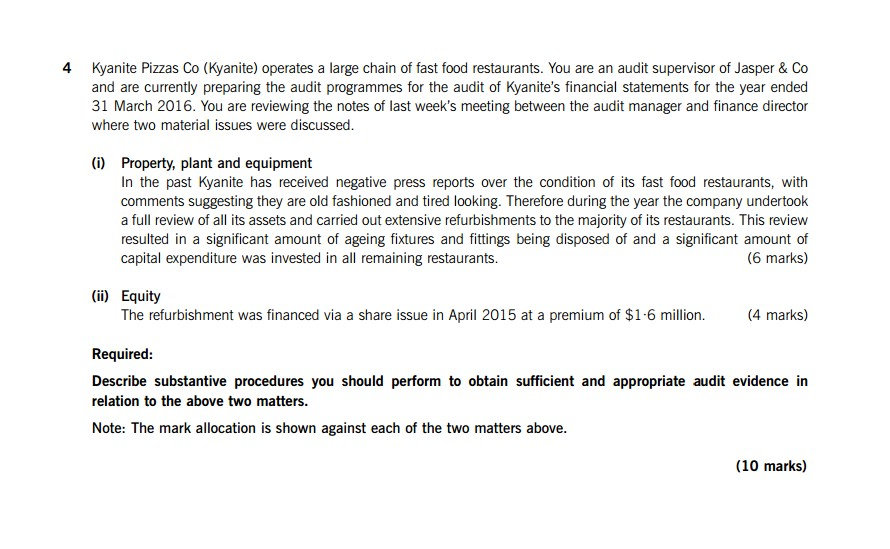 4 Kyanite Pizzas Co (Kyanite) operates a large chain of fast food restaurants. You are an audit supervisor of Jasper & Co
and are currently preparing the audit programmes for the audit of Kyanite's financial statements for the year ended
31 March 2016. You are reviewing the notes of last week's meeting between the audit manager and finance director
where two material issues were discussed.
(i) Property, plant and equipment
In the past Kyanite has received negative press reports over the condition of its fast food restaurants, with
comments suggesting they are old fashioned and tired looking. Therefore during the year the company undertook
a full review of all its assets and carried out extensive refurbishments to the majority of its restaurants. This review
resulted in a significant amount of ageing fixtures and fittings being disposed of and a significant amount of
capital expenditure was invested in all remaining restaurants. (6 marks)
(ii) Equity
The refurbishment was financed via a share issue in April 2015 at a premium of $1·6 million. (4 marks)
Required:
Describe substantive procedures you should perform to obtain sufficient and appropriate audit evidence in
relation to the above two matters.
Note: The mark allocation is shown against each of the two matters above.
(10 marks)